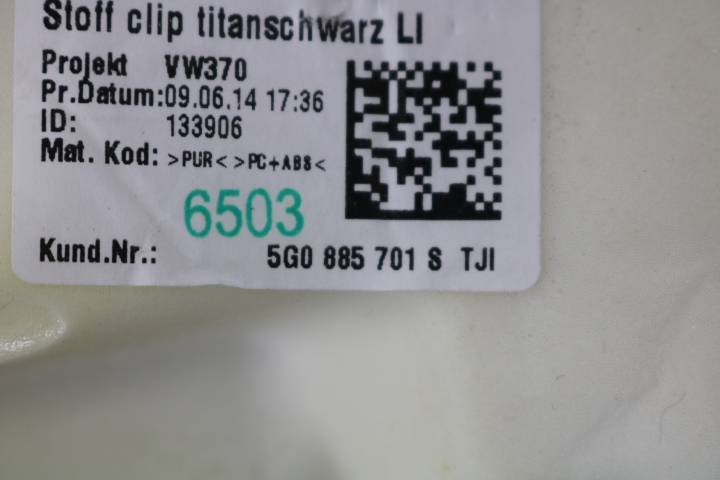 Stoff clip titanschwarz LI
Projekt VW370
Pr.Datum:09.06.14 17:36
ID: 133906
Mat. Kod: >PUR< >PC+ABS<
6503
Kund.Nr.: 5G0 885 701 S TJI